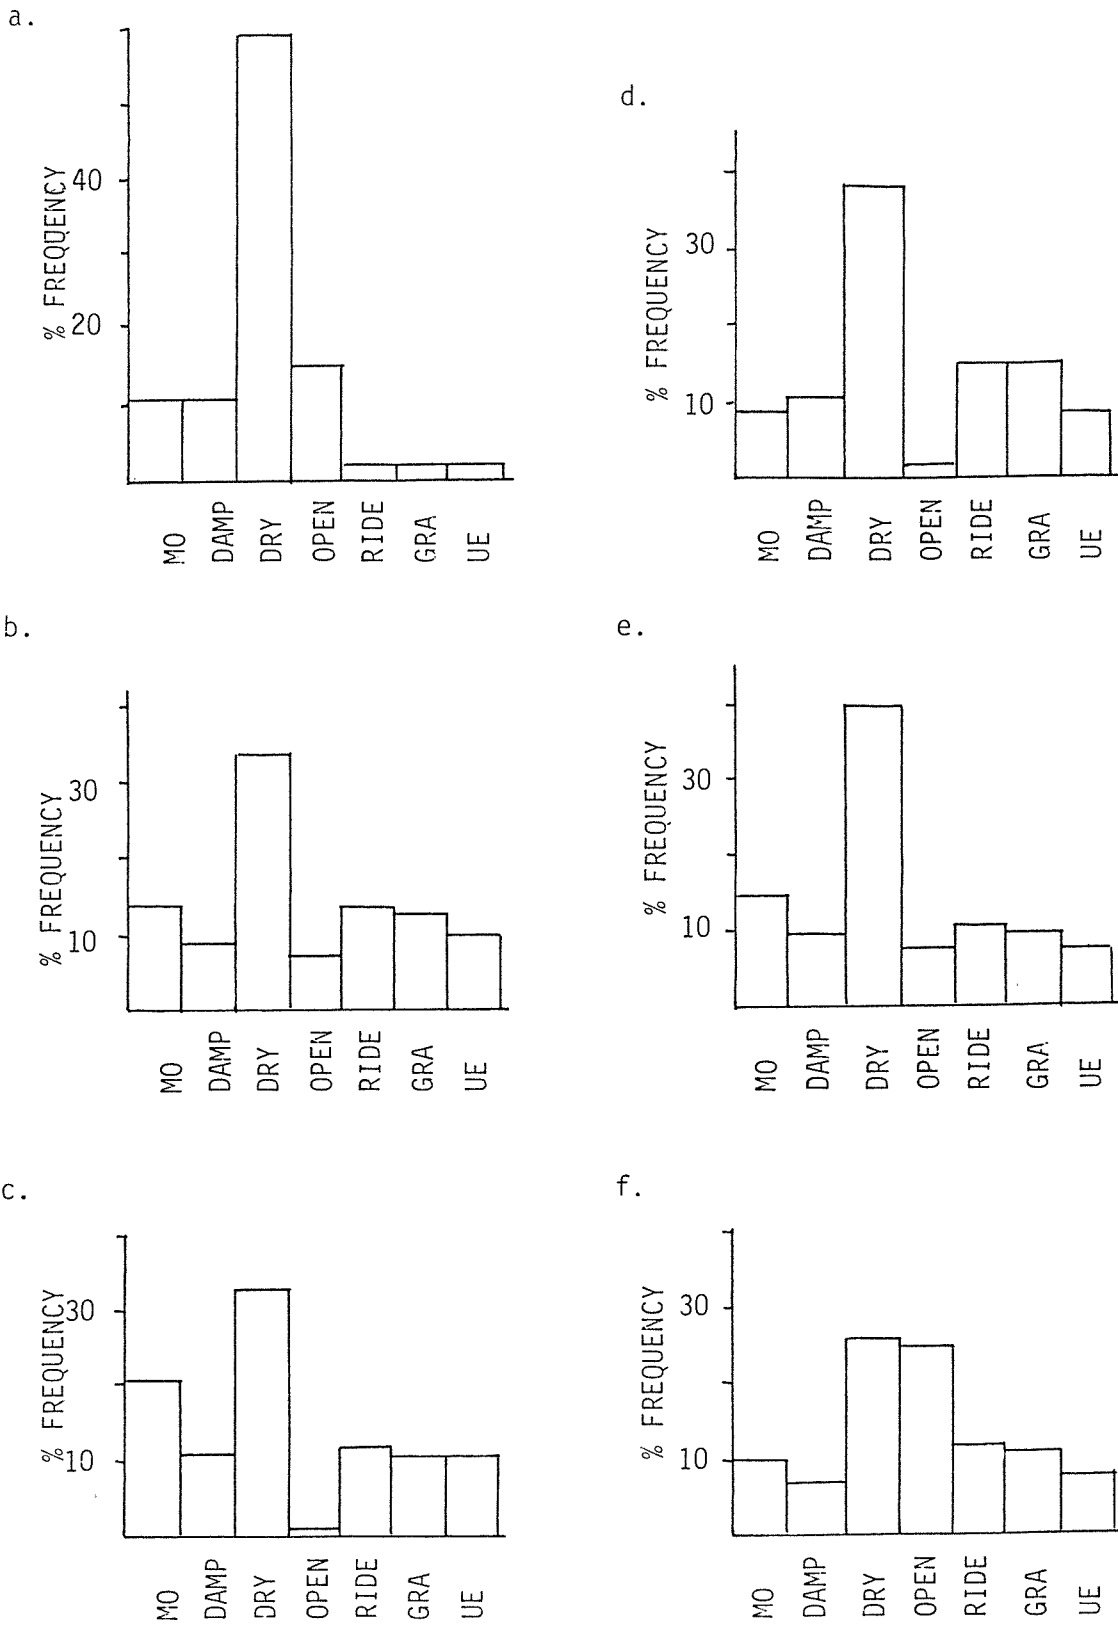 a.
% FREQUENCY
40
20
MO DAMP DRY OPEN RIDE GRA UE
b.
% FREQUENCY
30
10
MO DAMP DRY OPEN RIDE GRA UE
c.
% FREQUENCY
30
10
MO DAMP DRY OPEN RIDE GRA UE
d.
% FREQUENCY
30
10
MO DAMP DRY OPEN RIDE GRA UE
e.
% FREQUENCY
30
10
MO DAMP DRY OPEN RIDE GRA UE
f.
% FREQUENCY
30
10
MO DAMP DRY OPEN RIDE GRA UE